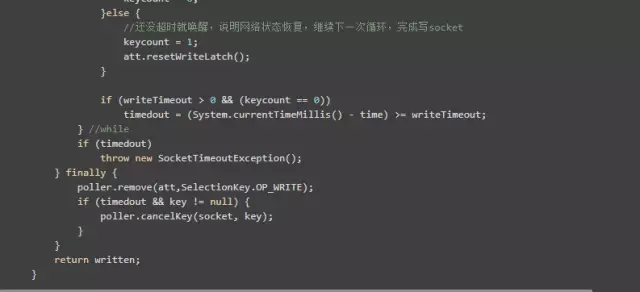 }else {
//还没超时就唤醒，说明网络状态恢复，继续下一次循环，完成写socket
keycount = 1;
att.resetWriteLatch();
}
if (writeTimeout > 0 && (keycount == 0))
timedout = (System.currentTimeMillis() - time) >= writeTimeout;
} //while
if (timedout)
throw new SocketTimeoutException();
} finally {
poller.remove(att,SelectionKey.OP_WRITE);
if (timedout && key != null) {
poller.cancelKey(socket, key);
}
}
return written;
}